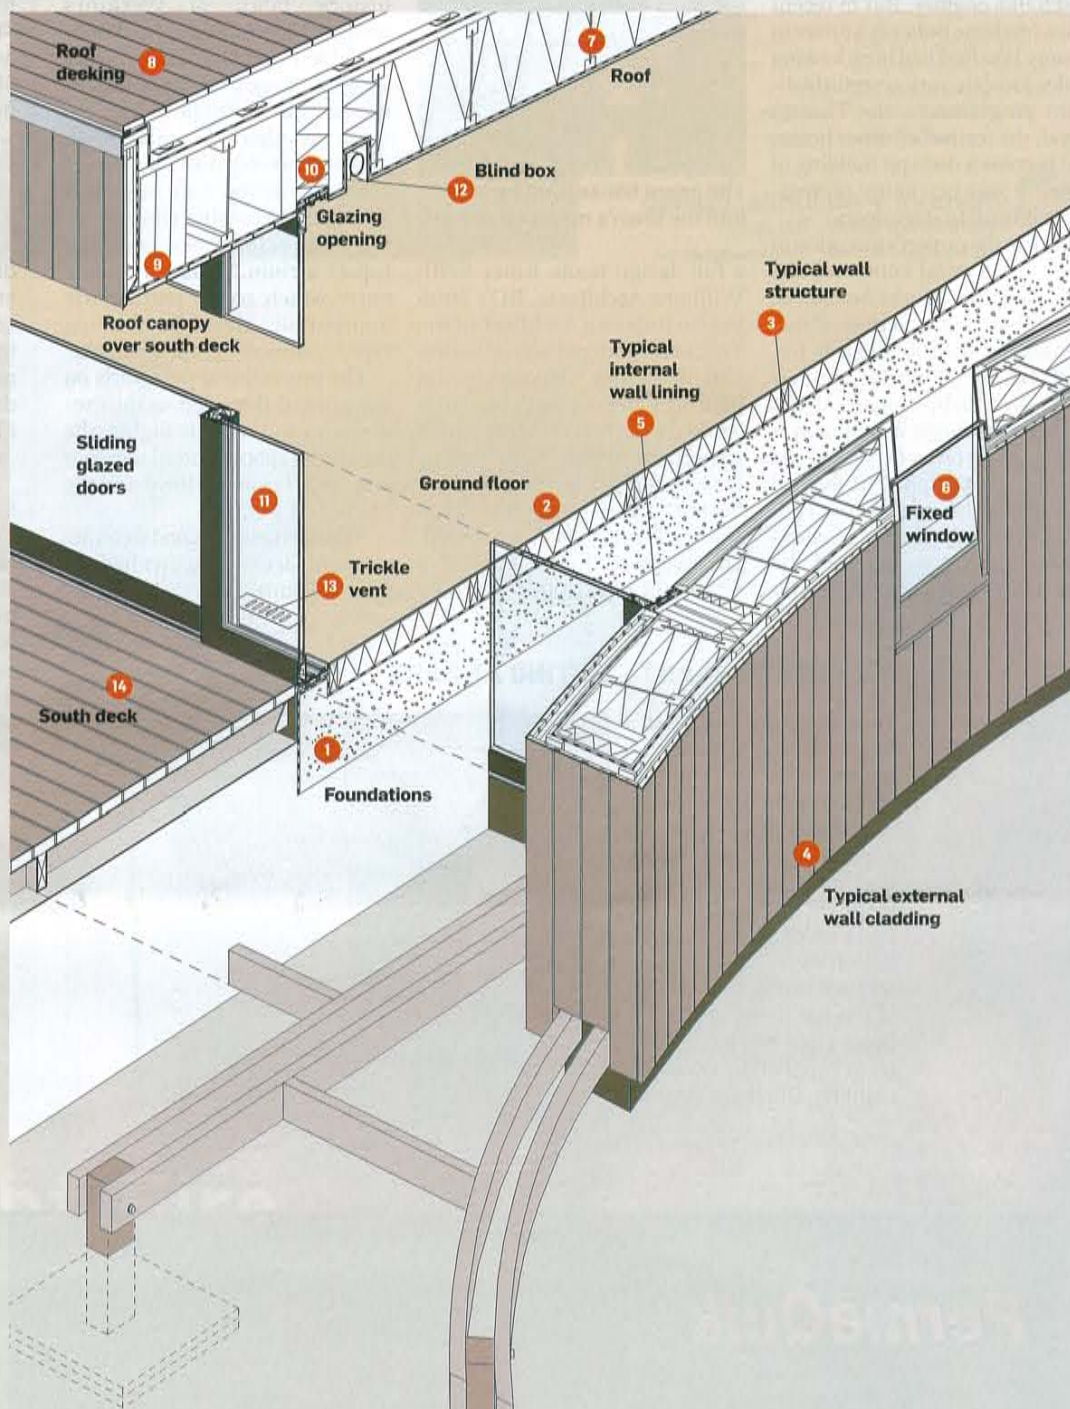 Roof
decking
8
7
Roof
10
Blind box
12
Glazing
opening
9
Roof canopy
over south deck
Typical wall
structure
3
Typical
internal
wall lining
5
Sliding
glazed
doors
11
Ground floor
2
6
Fixed
window
13
Trickle
vent
14
South deck
1
Foundations
4
Typical external
wall cladding